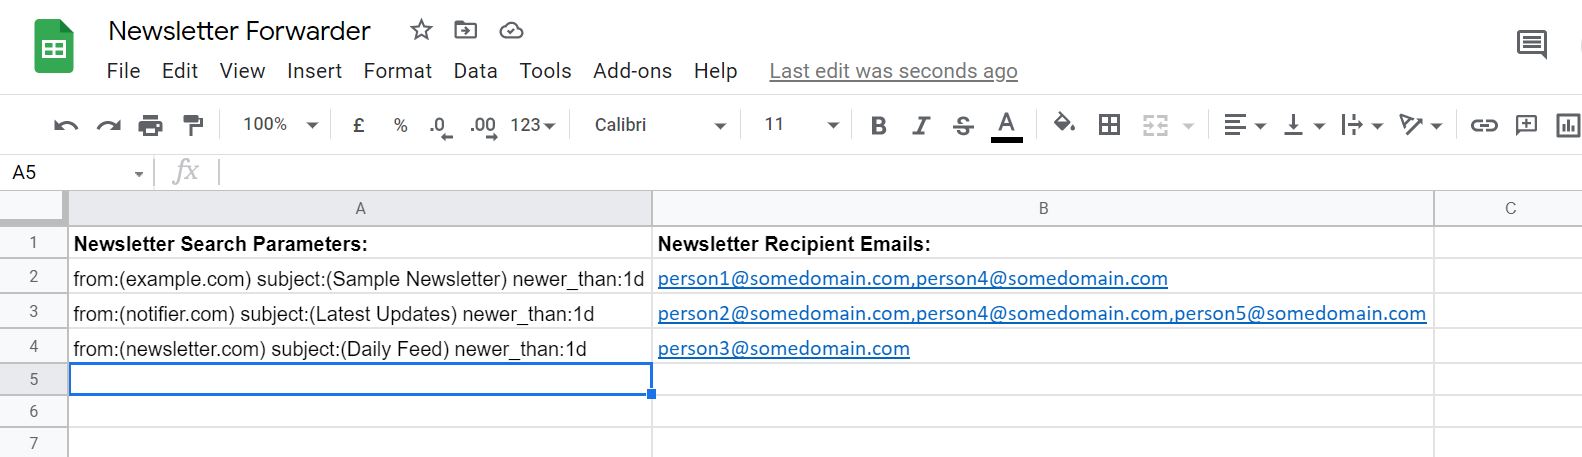 Newsletter Forwarder
File Edit View Insert Format Data Tools Add-ons Help Last edit was seconds ago
100% £ % .0 .00 123 Calibri 11 B I S A
A5 fx
A B C
1 Newsletter Search Parameters: Newsletter Recipient Emails:
2 from:(example.com) subject:(Sample Newsletter) newer_than:1d person1@somedomain.com,person4@somedomain.com
3 from:(notifier.com) subject:(Latest Updates) newer_than:1d person2@somedomain.com,person4@somedomain.com,person5@somedomain.com
4 from:(newsletter.com) subject:(Daily Feed) newer_than:1d person3@somedomain.com
5
6
7